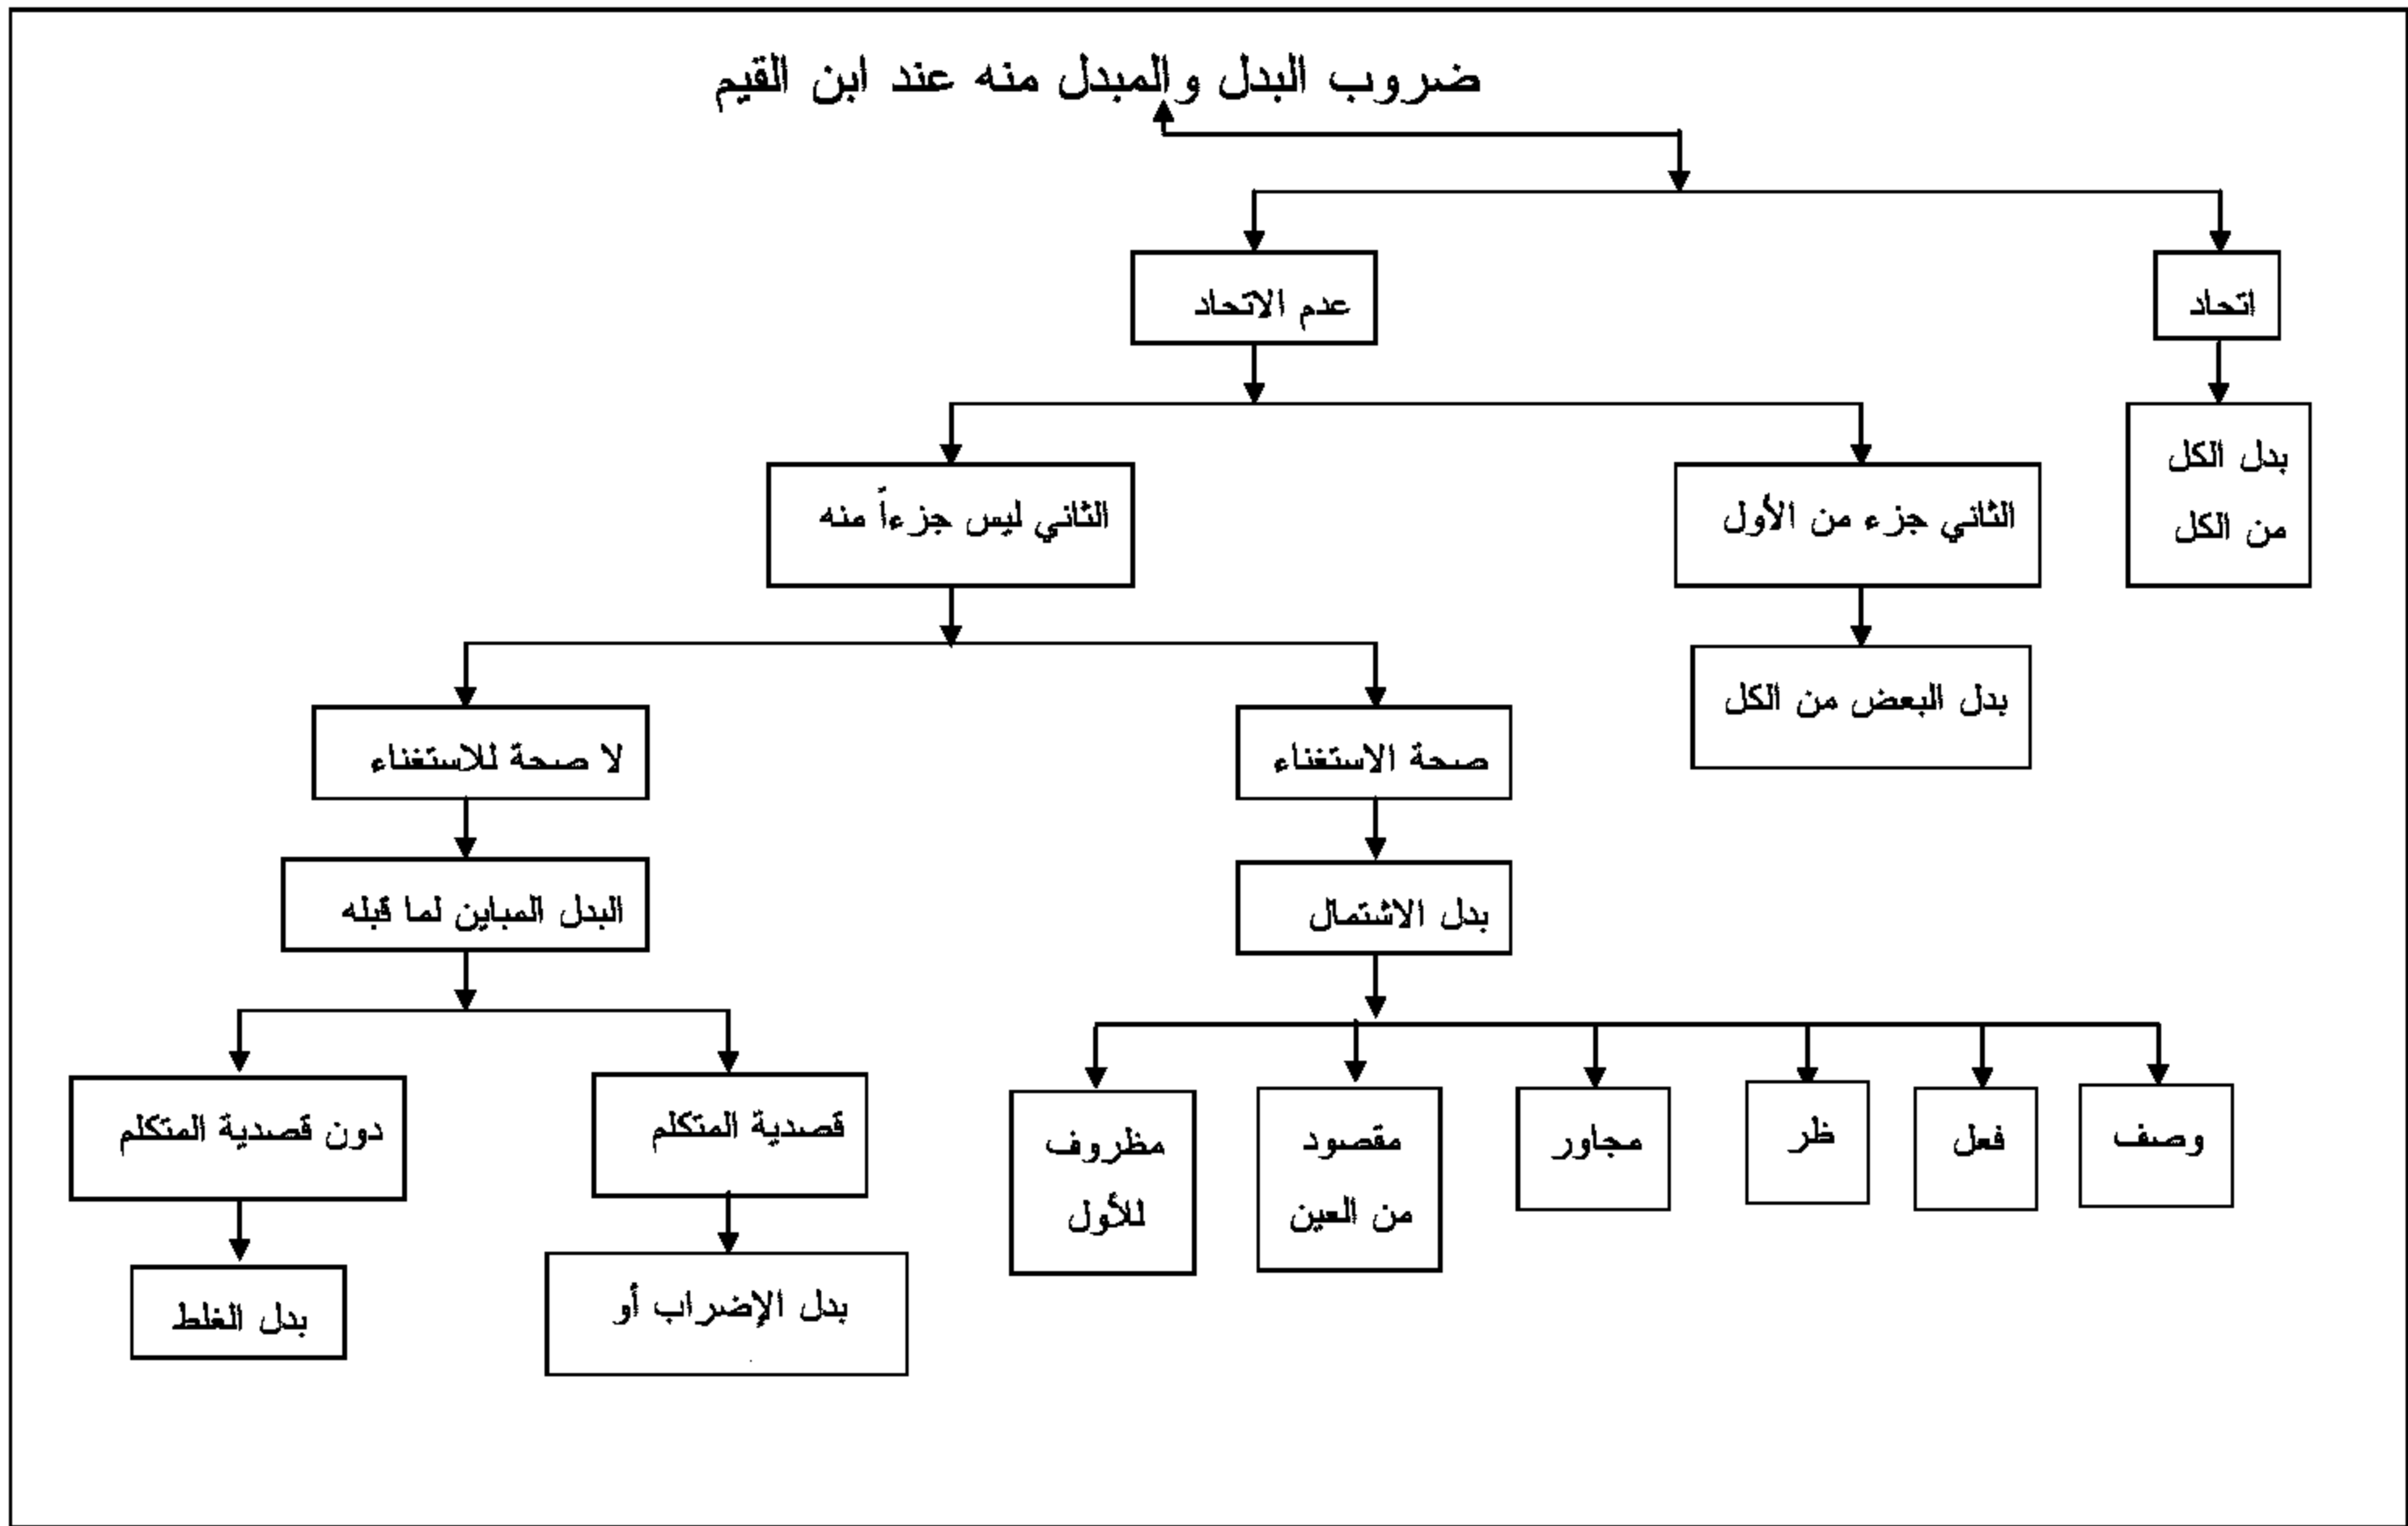 ضروب البدل والمبدل منه عند ابن القيم
اتحاد
عدم الاتحاد
بدل الكل
من الكل
الثاني جزء من الأول
الثاني ليس جزءاً منه
بدل البعض من الكل
صحة الاستغناء
لا صحة للاستغناء
بدل الاشتمال
البدل المباين لما قبله
وصف
فعل
ظر
مجاور
مقصود
من العين
مظروف
للأول
قصدية المتكلم
دون قصدية المتكلم
بدل الإضراب أو
بدل الغلط